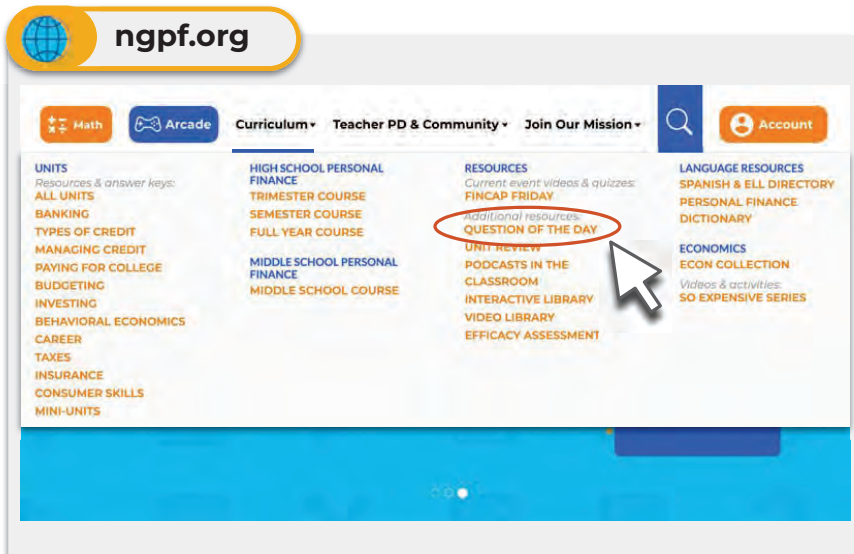 ngpf.org
Math
Arcade
Curriculum
Teacher PD & Community
Join Our Mission
Account
UNITS
Resources & answer keys:
ALL UNITS
BANKING
TYPES OF CREDIT
MANAGING CREDIT
PAYING FOR COLLEGE
BUDGETING
INVESTING
BEHAVIORAL ECONOMICS
CAREER
TAXES
INSURANCE
CONSUMER SKILLS
MINI-UNITS
HIGH SCHOOL PERSONAL
FINANCE
TRIMESTER COURSE
SEMESTER COURSE
FULL YEAR COURSE
MIDDLE SCHOOL PERSONAL
FINANCE
MIDDLE SCHOOL COURSE
RESOURCES
Current event videos & quizzes:
FINCAP FRIDAY
Additional resources:
QUESTION OF THE DAY
UNIT REVIEW
PODCASTS IN THE
CLASSROOM
INTERACTIVE LIBRARY
VIDEO LIBRARY
EFFICACY ASSESSMENT
LANGUAGE RESOURCES
SPANISH & ELL DIRECTORY
PERSONAL FINANCE
DICTIONARY
ECONOMICS
ECON COLLECTION
Videos & activities:
SO EXPENSIVE SERIES